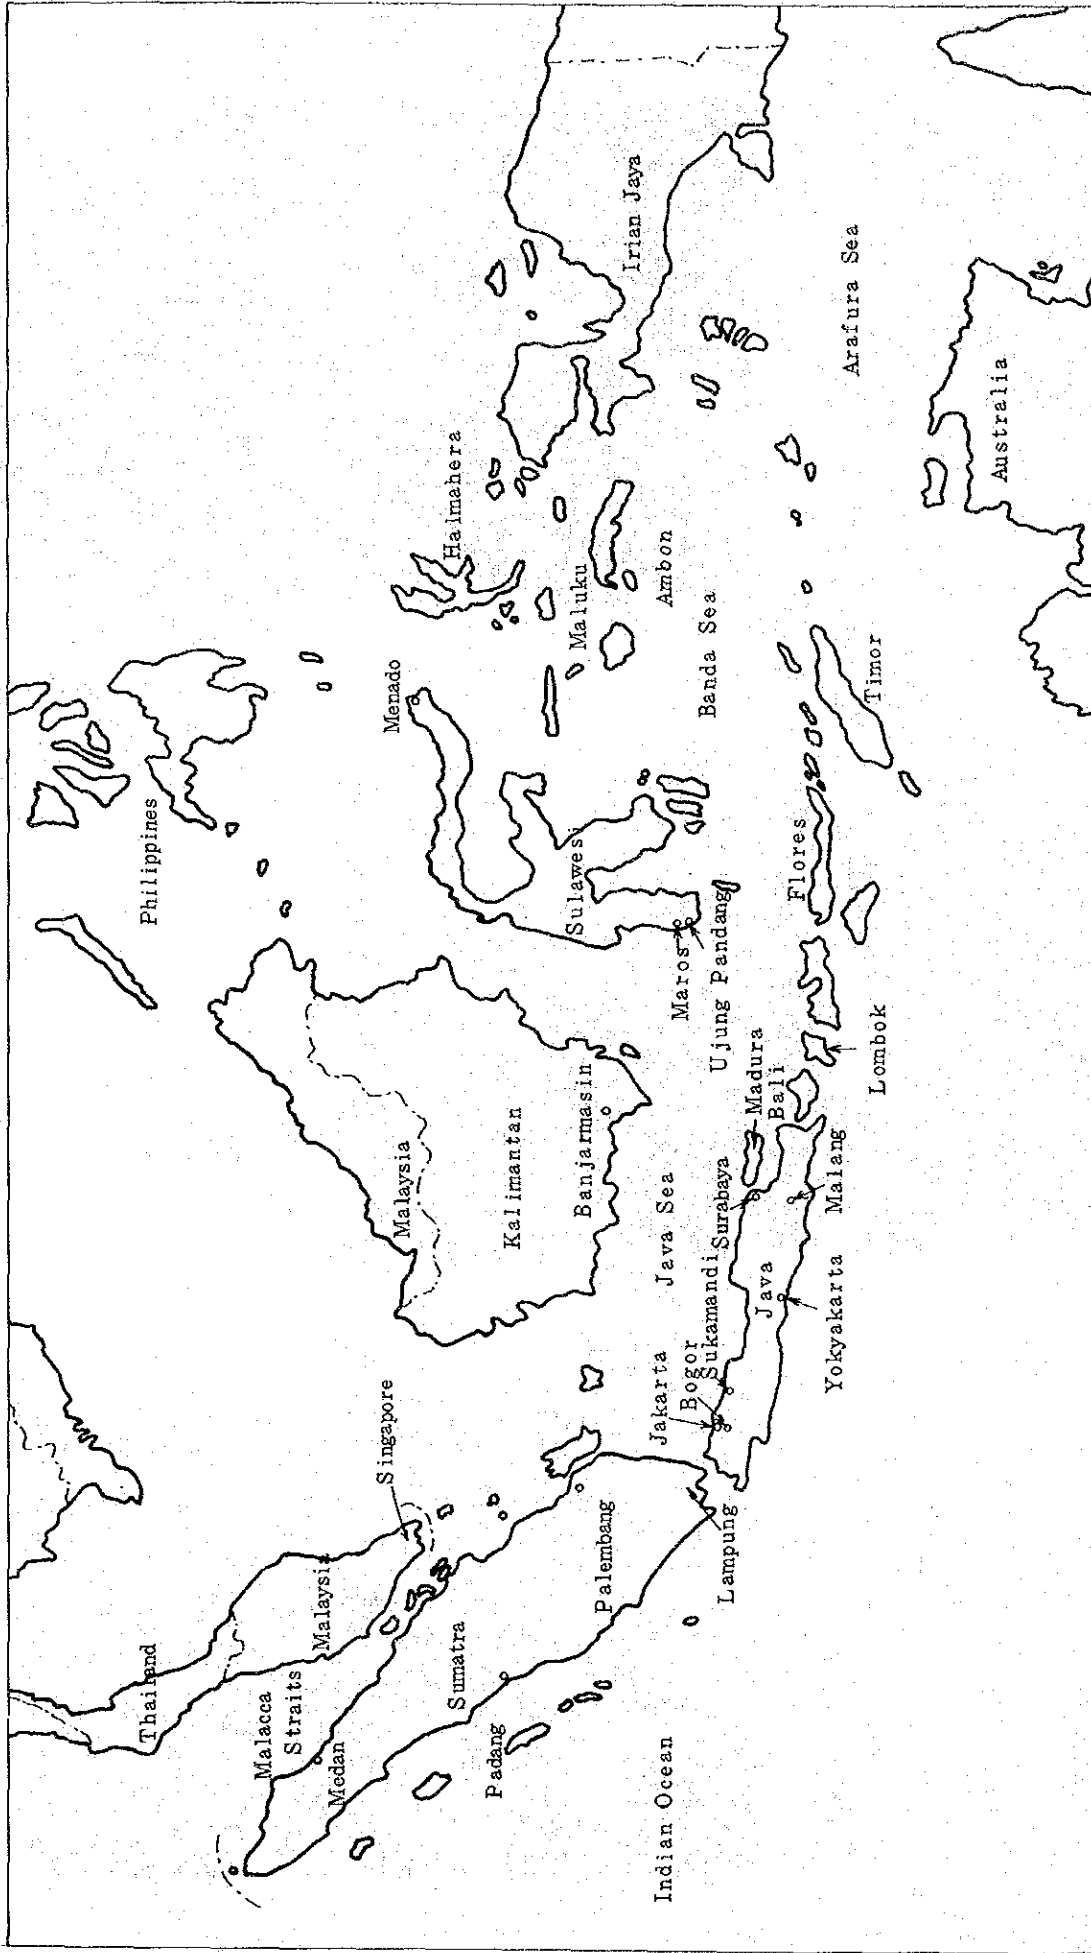 Philippines
Thailand
Malacca
Straits
Malaysia
Singapore
Medan
Malaysia
Menado
Halmahera
Sumatra
Kalimantan
Padang
Sulawesi
Maluku
Irian Jaya
Palembang
Banjarmasin
Indian Ocean
Jakarta
Java Sea
Maros
Ambon
Bogor
Sukamandi
Surabaya
Ujung Pandang
Banda Sea
Lampung
Madura
Java
Bali
Flores
Yokyakarta
Malang
Lombok
Timor
Arafura Sea
Australia